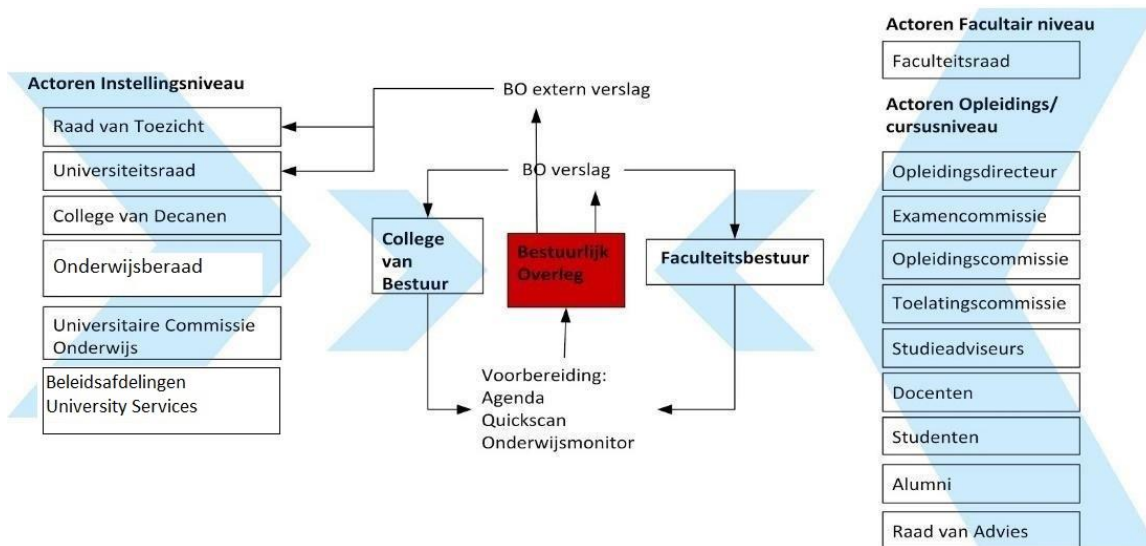 Actoren Instellingsniveau
Raad van Toezicht
Universiteitsraad
College van Decanen
Onderwijsberaad
Universitaire Commissie
Onderwijs
Beleidsafdelingen
University Services
BO extern verslag
BO verslag
College
van
Bestuur
Bestuurlijk
Overleg
Faculteitsbestuur
Voorbereiding:
Agenda
Quickscan
Onderwijsmonitor
Actoren Facultair niveau
Faculteitsraad
Actoren Opleidings/
cursusniveau
Opleidingsdirecteur
Examencommissie
Opleidingscommissie
Toelatingscommissie
Studieadviseurs
Docenten
Studenten
Alumni
Raad van Advies